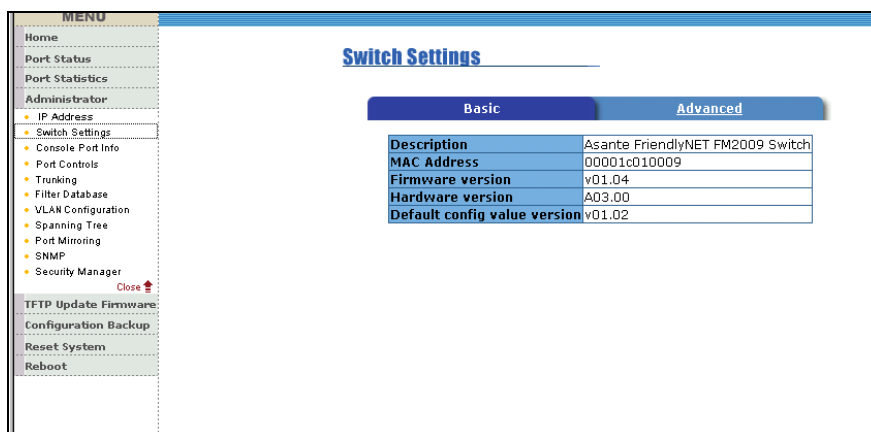 MENU
Home
Port Status
Port Statistics
Administrator
IP Address
Switch Settings
Console Port Info
Port Controls
Trunking
Filter Database
VLAN Configuration
Spanning Tree
Port Mirroring
SNMP
Security Manager
Close
TFTP Update Firmware
Configuration Backup
Reset System
Reboot
Switch Settings
Basic Advanced
Description Asante FriendlyNET FM2009 Switch
MAC Address 00001c010009
Firmware version v01.04
Hardware version A03.00
Default config value version v01.02